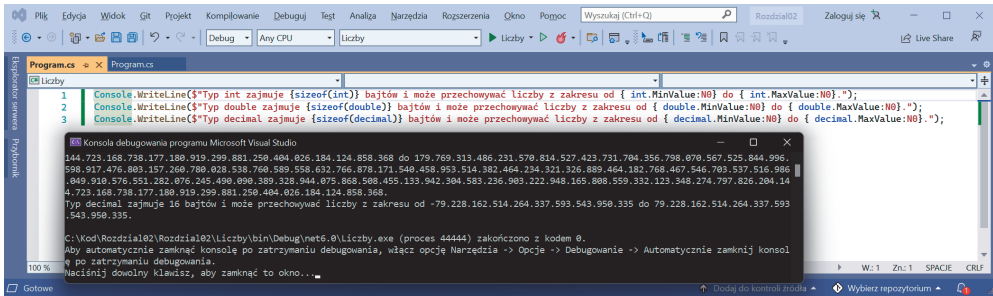 Plik Edycja Widok Git Projekt Kompilowanie Debuguj Test Analiza Narzędzia Rozszerzenia Okno Pomoc Wyszukaj (Ctrl+Q) Rozdzial02 Zaloguj się
Debug Any CPU Liczby Liczby Live Share
Eksplorator serwera
Przybornik
Program.cs Program.cs
Liczby
1 Console.WriteLine($"Typ int zajmuje {sizeof(int)} bajtów i może przechowywać liczby z zakresu od { int.MinValue:N0} do { int.MaxValue:N0}.");
2 Console.WriteLine($"Typ double zajmuje {sizeof(double)} bajtów i może przechowywać liczby z zakresu od { double.MinValue:N0} do { double.MaxValue:N0}.");
3 Console.WriteLine($"Typ decimal zajmuje {sizeof(decimal)} bajtów i może przechowywać liczby z zakresu od { decimal.MinValue:N0} do { decimal.MaxValue:N0}.");
Konsola debugowania programu Microsoft Visual Studio
144.723.168.738.177.180.919.299.881.250.404.026.184.124.858.368 do 179.769.313.486.231.570.814.527.423.731.704.356.798.070.567.525.844.996.
598.917.476.803.157.260.780.028.538.760.589.558.632.766.878.171.540.458.953.514.382.464.234.321.326.889.464.182.768.467.546.703.537.516.986
.049.910.576.551.282.076.245.490.090.389.328.944.075.868.508.455.133.942.304.583.236.903.222.948.165.808.559.332.123.348.274.797.826.204.14
4.723.168.738.177.180.919.299.881.250.404.026.184.124.858.368.
Typ decimal zajmuje 16 bajtów i może przechowywać liczby z zakresu od -79.228.162.514.264.337.593.543.950.335 do 79.228.162.514.264.337.593
.543.950.335.
C:\Kod\Rozdzial02\Rozdzial02\Liczby\bin\Debug\net6.0\Liczby.exe (proces 44444) zakończono z kodem 0.
Aby automatycznie zamknąć konsolę po zatrzymaniu debugowania, włącz opcję Narzędzia -> Opcje -> Debugowanie -> Automatycznie zamknij konsol
ę po zatrzymaniu debugowania.
Naciśnij dowolny klawisz, aby zamknąć to okno...
100 % W.: 1 Zn.: 1 SPACJE CRLF
Gotowe Dodaj do kontroli źródła Wybierz repozytorium